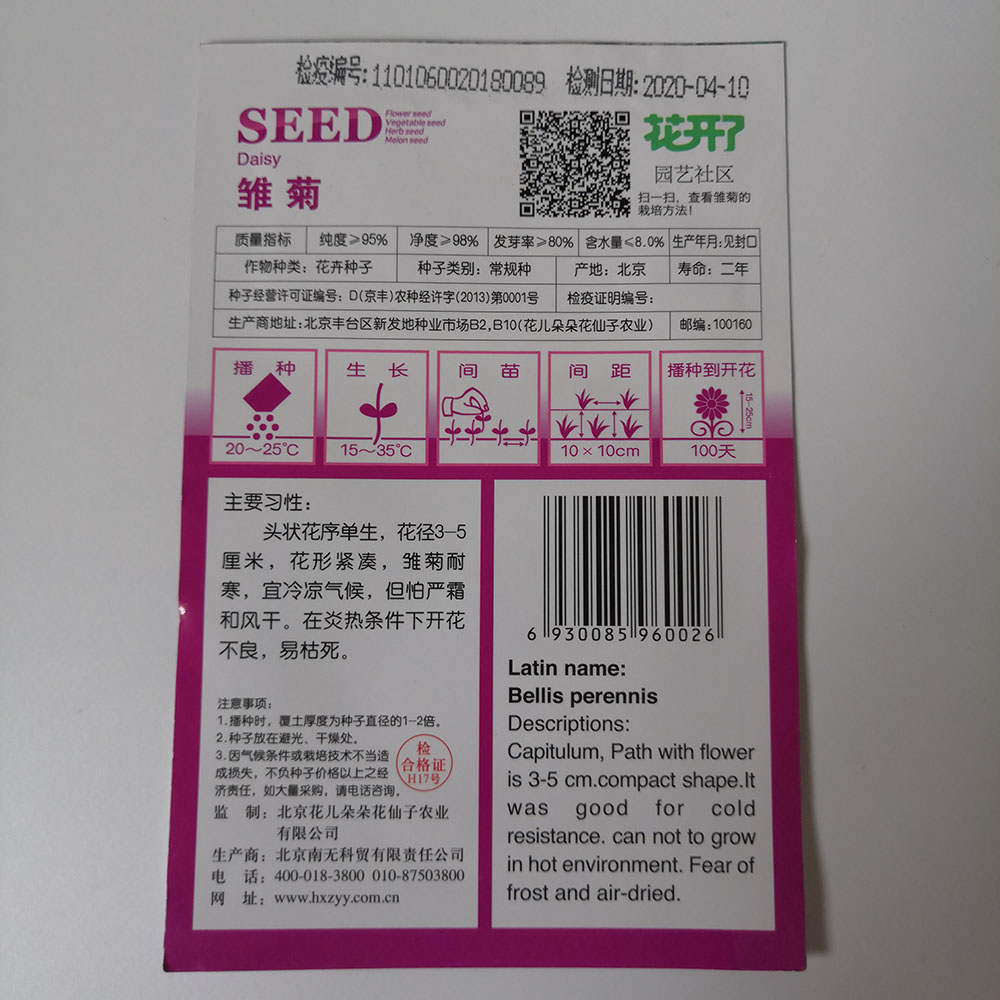 检疫编号:1101060020180089 检测日期:2020-04-10
SEED
Flower seed
Vegetable seed
Herb seed
Melon seed
Daisy
雏菊
花开了
园艺社区
扫一扫，查看雏菊的
栽培方法！
质量指标 纯度≥95% 净度≥98% 发芽率≥80% 含水量≤8.0% 生产年月:见封口
作物种类：花卉种子 种子类别：常规种 产地：北京 寿命：二年
种子经营许可证编号：D(京丰)农种经许字(2013)第0001号 检疫证明编号：
生产商地址：北京丰台区新发地种业市场B2,B10(花儿朵朵花仙子农业) 邮编：100160
播种 生长 间苗 间距 播种到开花
15-25cm
20～25℃ 15～35℃ 10×10cm 100天
主要习性：
头状花序单生，花径3-5
厘米，花形紧凑，雏菊耐
寒，宜冷凉气候，但怕严霜
和风干。在炎热条件下开花
不良，易枯死。
注意事项：
1.播种时，覆土厚度为种子直径的1-2倍。
2.种子放在避光、干燥处。
3.因气候条件或栽培技术不当造
成损失，不负种子价格以上之经
济责任，如大量采购，请电话咨询。
检
合格证
H17号
监 制：北京花儿朵朵花仙子农业
有限公司
生产商：北京南无科贸有限责任公司
电 话：400-018-3800 010-87503800
网 址：www.hxzyy.com.cn
6 930085 960026
Latin name:
Bellis perennis
Descriptions:
Capitulum, Path with flower
is 3-5 cm.compact shape.It
was good for cold
resistance. can not to grow
in hot environment. Fear of
frost and air-dried.